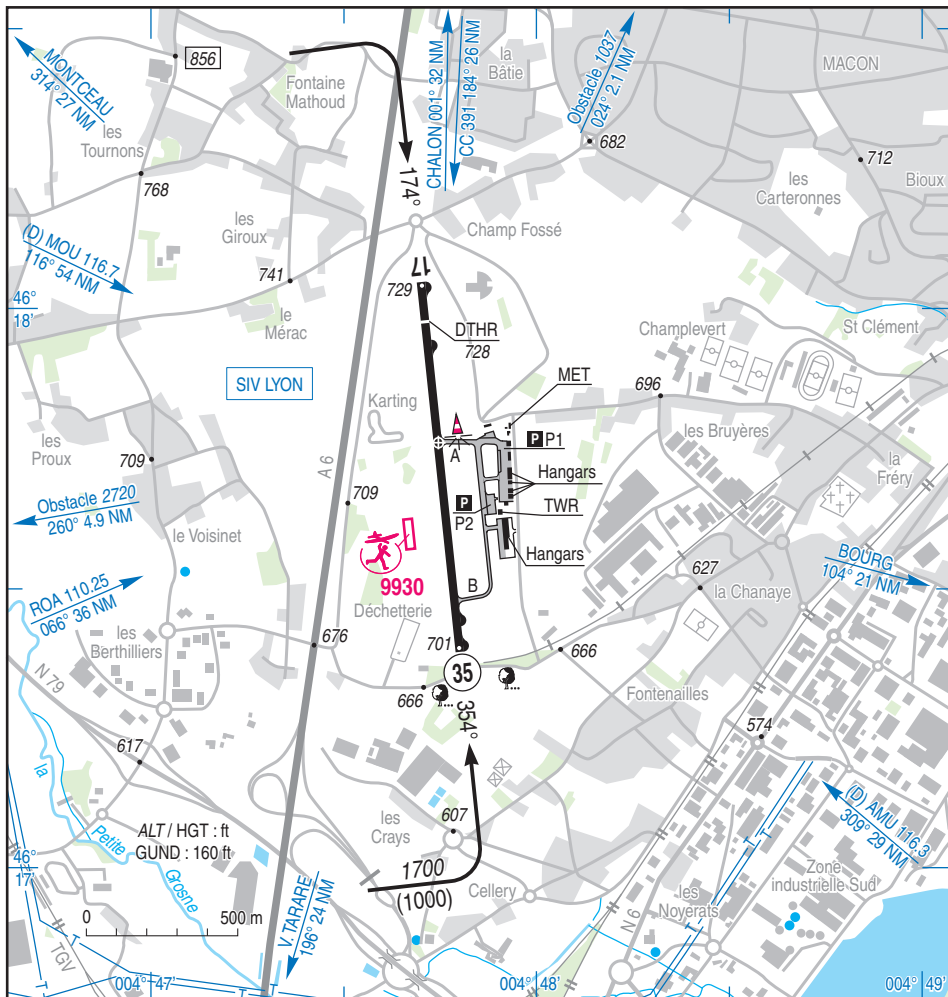 MONTCEAU
314° 27 NM
856
Fontaine
Mathoud
CHALON 001° 32 NM
CC 391 184° 26 NM
la
Bâtie
Obstacle 1037
024° 2.1 NM
MACON
les
Tournons
768
682
712
les
Carteronnes
Bioux
174°
les
Giroux
Champ Fossé
(D) MOU 116.7
116° 54 NM
741
17
729
46°
18'
le
Mérac
DTHR
728
Champlevert
St Clément
SIV LYON
MET
696
Karting
les Bruyères
les
Proux
709
A
P P1
la
Fréry
A 6
Hangars
Obstacle 2720
260° 4.9 NM
709
P
P2
TWR
le Voisinet
Hangars
BOURG
104° 21 NM
ROA 110.25
066° 36 NM
9930
B
627
la Chanaye
Déchetterie
les
Berthilliers
676
701
666
N 79
35
666
354°
Fontenailles
617
574
la
Petite
Grosne
ALT / HGT : ft
GUND : 160 ft
607
les
Crays
(D) AMU 116.3
309° 29 NM
46°
17'
1700
(1000)
Cellery
Zone
industrielle Sud
0
500 m
V. TARARE
196° 24 NM
les
Noyerats
N 6
TGV
004° 47'
004° 48'
004° 49'